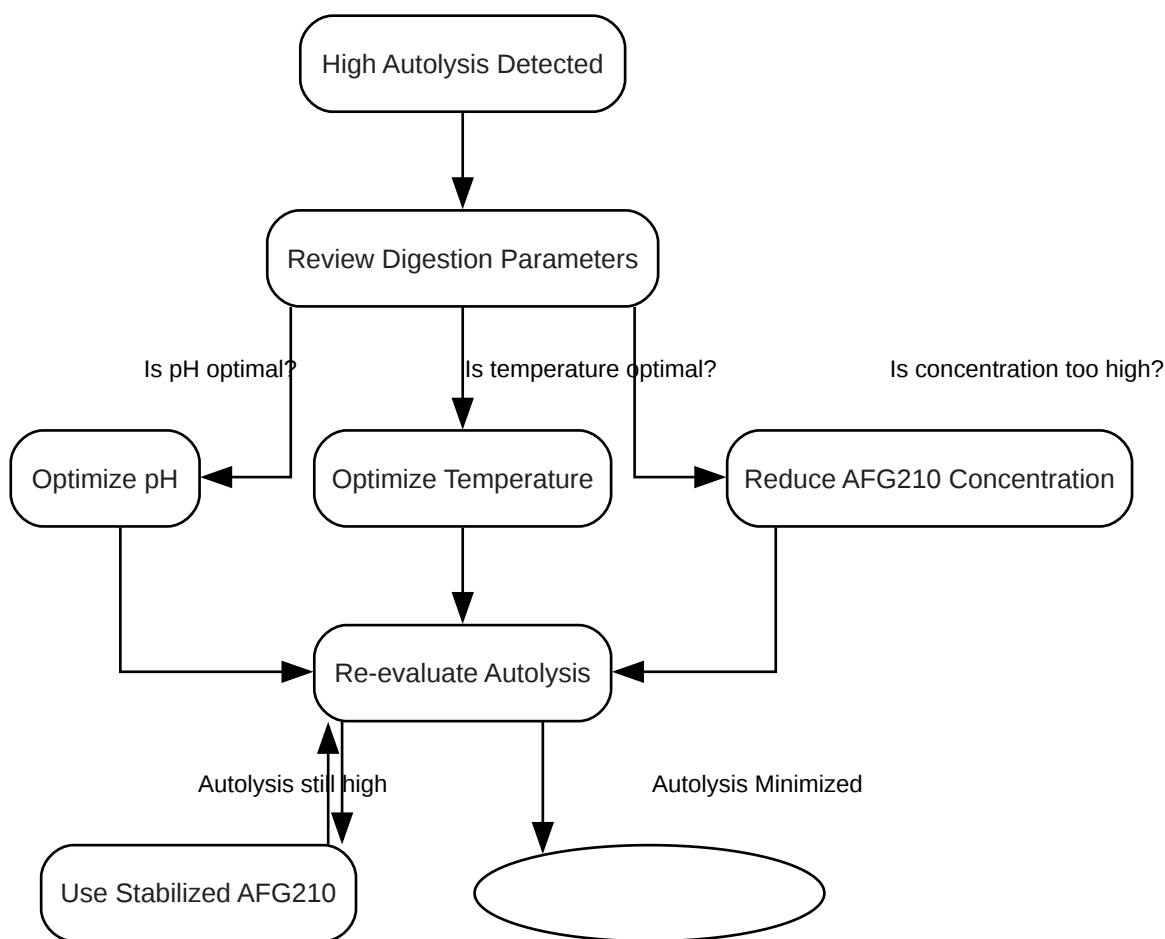 High Autolysis Detected
Review Digestion Parameters
Is pH optimal?
Is temperature optimal?
Is concentration too high?
Optimize pH
Optimize Temperature
Reduce AFG210 Concentration
Re-evaluate Autolysis
Autolysis still high
Autolysis Minimized
Use Stabilized AFG210